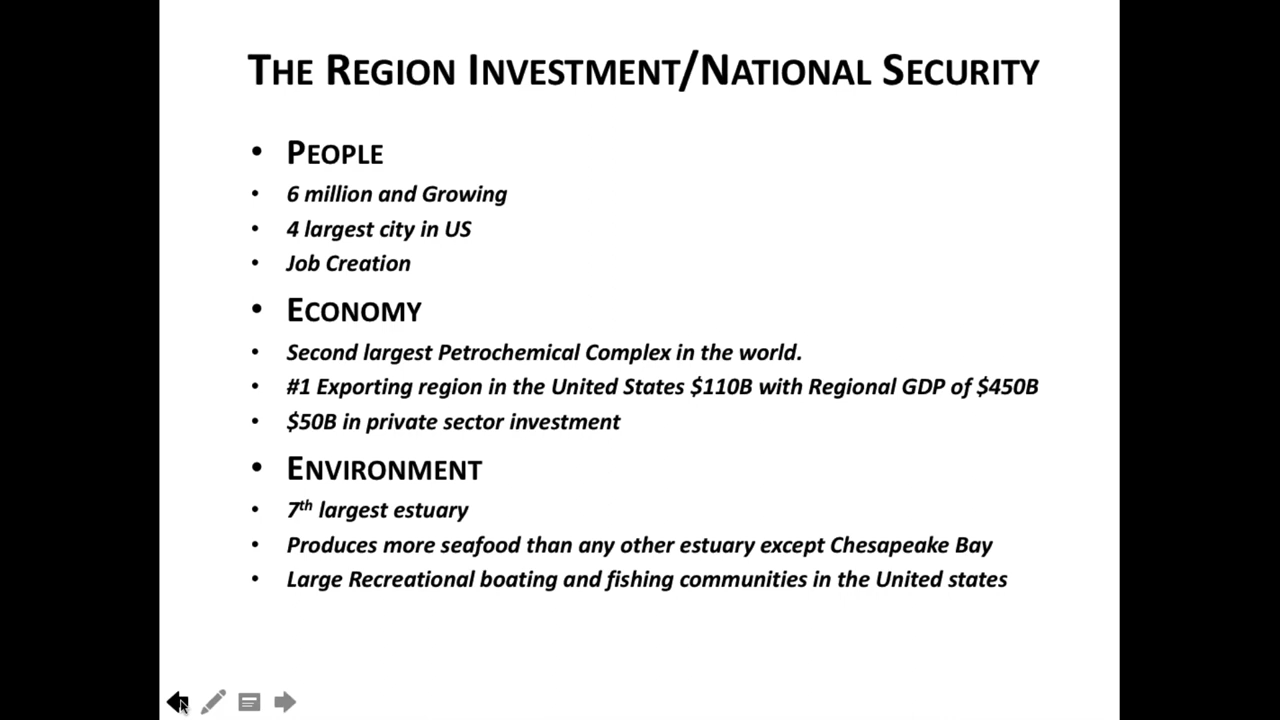 THE REGION INVESTMENT/NATIONAL SECURITY
• PEOPLE
• 6 million and Growing
• 4 largest city in US
• Job Creation
• ECONOMY
• Second largest Petrochemical Complex in the world.
• #1 Exporting region in the United States $110B with Regional GDP of $450B
• $50B in private sector investment
• ENVIRONMENT
• 7th largest estuary
• Produces more seafood than any other estuary except Chesapeake Bay
• Large Recreational boating and fishing communities in the United states